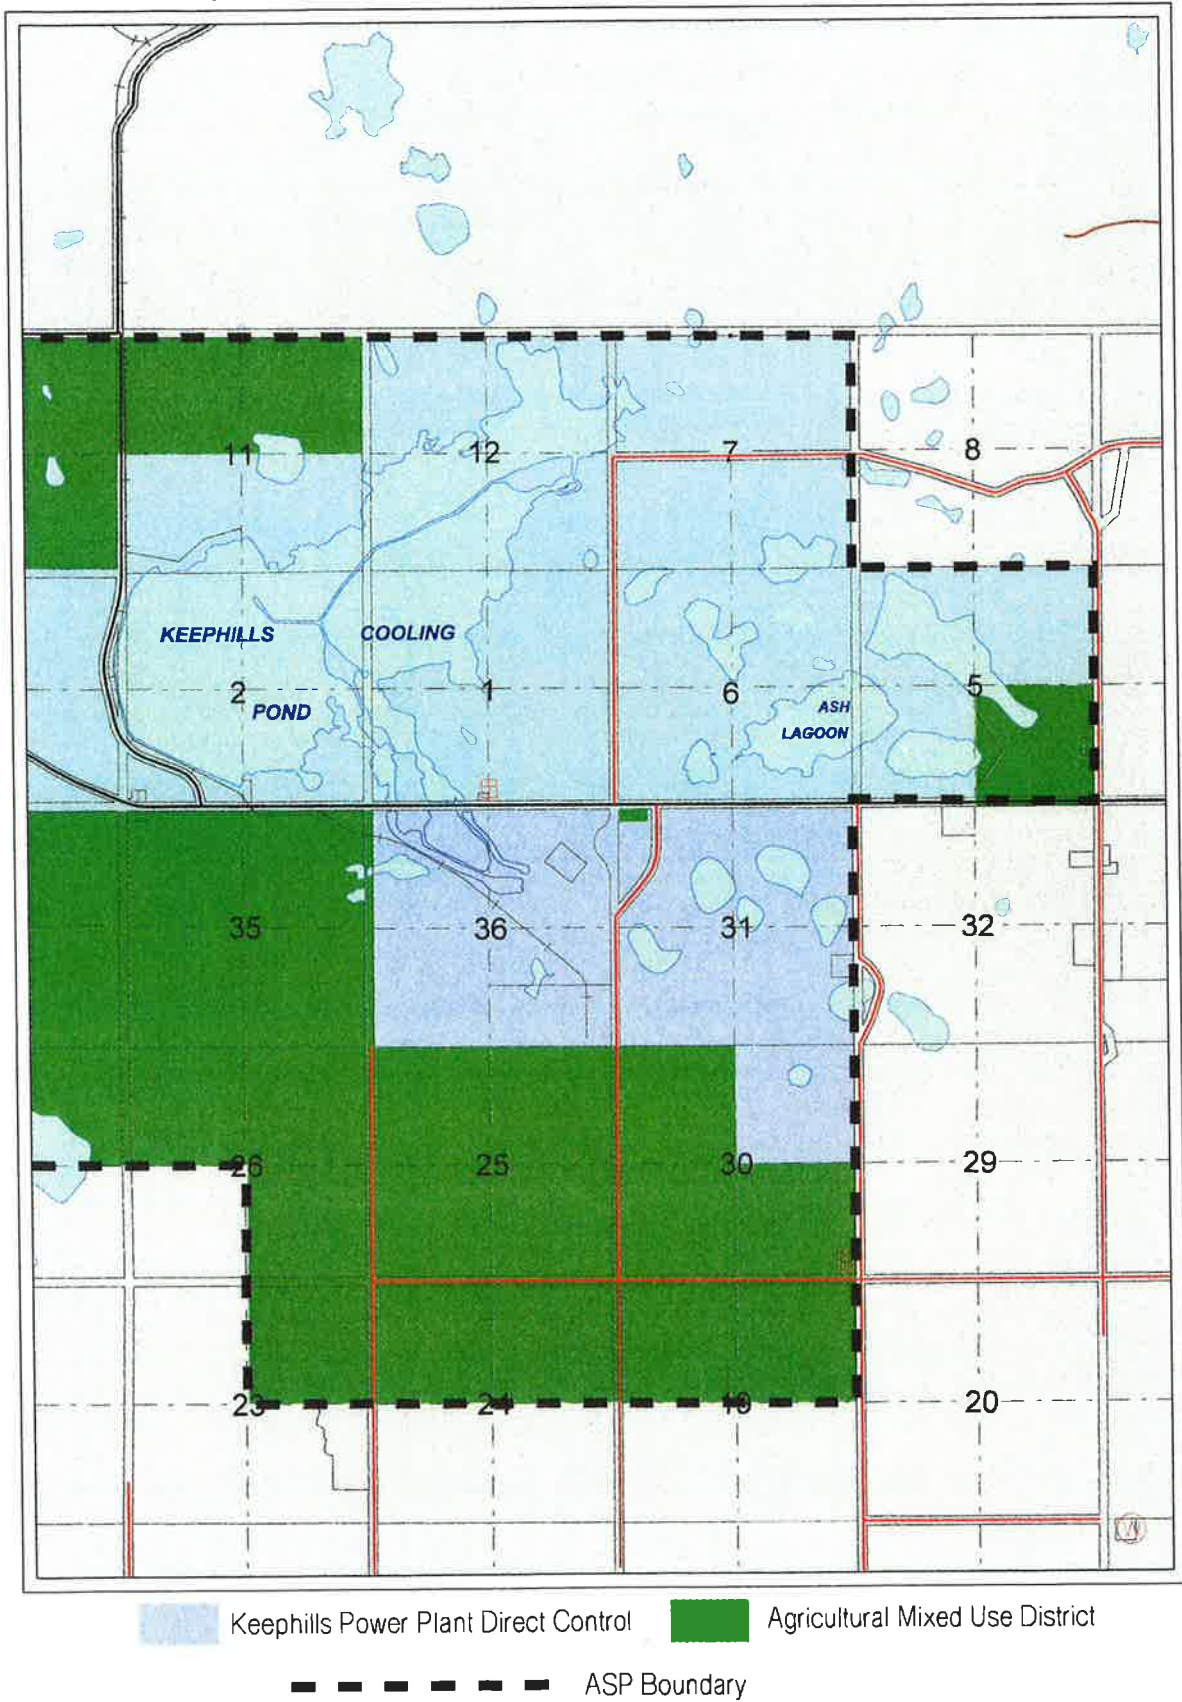 11
12
7
8
KEEPHILLS
COOLING
2
1
6
5
POND
ASH
LAGOON
35
36
31
32
26
25
30
29
23
24
19
20
Keephills Power Plant Direct Control
Agricultural Mixed Use District
ASP Boundary